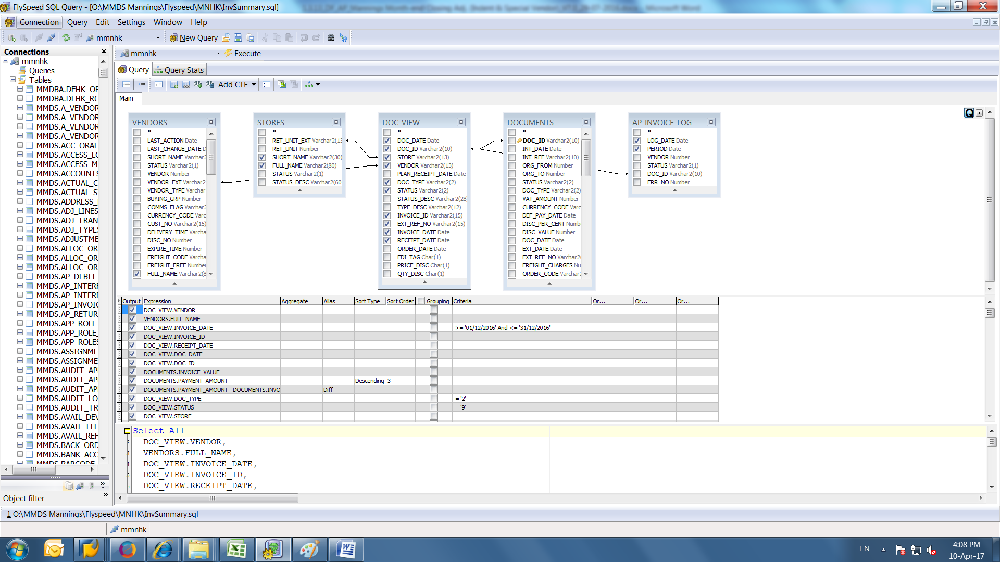 FlySpeed SQL Query - [O:\MMDS Mannings\Flyspeed\MNHK\InvSummary.sql]
Connection Query Edit Settings Window Help
mmnhk New Query
Connections
mmnhk
Queries
Tables
MMDBA.DFHK_OE
MMDBA.DFHK_RC
MMDS.A_VENDOR
MMDS.A_VENDOR
MMDS.A_VENDOR
MMDS.A_VENDOR
MMDS.ACC_ORAF
MMDS.ACCESS_LO
MMDS.ACCESS_M
MMDS.ACCOUNTS
MMDS.ACTUAL_C
MMDS.ACTUAL_S
MMDS.ADDRESS_
MMDS.ADJ_LINES
MMDS.ADJ_TRAN
MMDS.ADJ_TYPES
MMDS.ADJUSTME
MMDS.ALLOC_OR
MMDS.ALLOC_OR
MMDS.ALLOC_OR
MMDS.AP_DEBIT_
MMDS.AP_INTERF
MMDS.AP_INTERF
MMDS.AP_INVOIC
MMDS.AP_RETUR
MMDS.APP_ROLE_
MMDS.APP_ROLE_
MMDS.APP_ROLES
MMDS.ASSIGNME
MMDS.ASSIGNME
MMDS.AUDIT_AP
MMDS.AUDIT_AP
MMDS.AUDIT_AP
MMDS.AUDIT_LO
MMDS.AUDIT_TR
MMDS.AVAIL_DEV
MMDS.AVAIL_ITE
MMDS.AVAIL_REF
MMDS.BACK_ORD
MMDS.BANK_ACC
MMDS.BARCODE
Object filter
mmnhk Execute
Query Query Stats
Add CTE
Main
VENDORS
*
LAST_ACTION Date
LAST_CHANGE_DATE D
SHORT_NAME Varchar2
STATUS Varchar2(1)
VENDOR Number
VENDOR_EXT Varchar2
VENDOR_TYPE Varchar
BUYING_GRP Number
COMMS_FLAG Varchar2
CURRENCY_CODE Varc
CUST_NO Varchar2(15)
DELIVERY_TIME Varchar2
DISC_NO Number
EXPIRE_TIME Number
FREIGHT_CODE Varcha
FREIGHT_FREE Number
FULL_NAME Varchar2(8
STORES
*
RET_UNIT_EXT Varchar2(13
RET_UNIT Number
SHORT_NAME Varchar2(30)
FULL_NAME Varchar2(80)
STATUS Varchar2(1)
STATUS_DESC Varchar2(60
DOC_VIEW
*
DOC_DATE Date
DOC_ID Varchar2(10)
STORE Varchar2(13)
VENDOR Varchar2(13)
PLAN_RECEIPT_DATE Date
DOC_TYPE Varchar2(2)
STATUS Varchar2(2)
STATUS_DESC Varchar2(28
TYPE_DESC Varchar2(12)
INVOICE_ID Varchar2(15)
EXT_REF_NO Varchar2(15)
INVOICE_DATE Date
RECEIPT_DATE Date
ORDER_DATE Date
EDI_TAG Char(1)
PRICE_DISC Char(1)
QTY_DISC Char(1)
DOCUMENTS
*
DOC_ID Varchar2(10)
INT_DATE Date
INT_REF Varchar2(10)
ORG_FROM Number
ORG_TO Number
STATUS Varchar2(2)
DOC_TYPE Varchar2(2)
VAT_AMOUNT Number
CURRENCY_CODE Varc
DEF_PAY_DATE Date
DISC_PER_CENT Numb
DISC_VALUE Number
DOC_DATE Date
EXT_DATE Date
EXT_REF_NO Varchar2
FREIGHT_CHARGES Nu
ORDER_CODE Varchar2
AP_INVOICE_LOG
*
LOG_DATE Date
PERIOD Date
VENDOR Number
STATUS Varchar2(1)
DOC_ID Varchar2(10)
ERR_NO Number
Q
Output Expression Aggregate Alias Sort Type Sort Order Grouping Criteria Or... Or... Or...
DOC_VIEW.VENDOR
VENDORS.FULL_NAME
DOC_VIEW.INVOICE_DATE >= '01/12/2016' And <= '31/12/2016'
DOC_VIEW.INVOICE_ID
DOC_VIEW.RECEIPT_DATE
DOC_VIEW.DOC_DATE
DOC_VIEW.DOC_ID
DOCUMENTS.INVOICE_VALUE
DOCUMENTS.PAYMENT_AMOUNT Descending 3
DOCUMENTS.PAYMENT_AMOUNT - DOCUMENTS.INVO Diff
DOC_VIEW.DOC_TYPE = '2'
DOC_VIEW.STATUS = '9'
DOC_VIEW.STORE
Select All
2 DOC_VIEW.VENDOR,
3 VENDORS.FULL_NAME,
4 DOC_VIEW.INVOICE_DATE,
5 DOC_VIEW.INVOICE_ID,
6 DOC_VIEW.RECEIPT_DATE,
1 O:\MMDS Mannings\Flyspeed\MNHK\InvSummary.sql
mmnhk
EN
4:08 PM
10-Apr-17